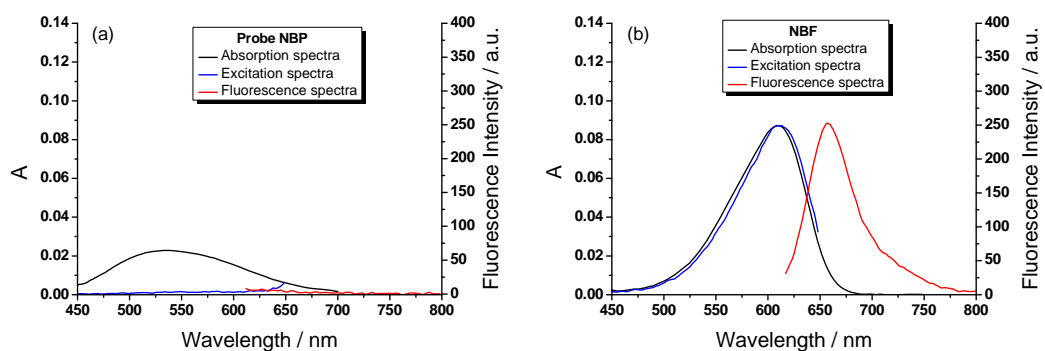 (a)
Probe NBP
Absorption spectra
Excitation spectra
Fluorescence spectra
0.14
0.12
0.10
0.08
0.06
0.04
0.02
0.00
A
400
350
300
250
200
150
100
50
0
Fluorescence Intensity / a.u.
450 500 550 600 650 700 750 800
Wavelength / nm
(b)
NBF
Absorption spectra
Excitation spectra
Fluorescence spectra
0.14
0.12
0.10
0.08
0.06
0.04
0.02
0.00
A
400
350
300
250
200
150
100
50
0
Fluorescence Intensity / a.u.
450 500 550 600 650 700 750 800
Wavelength / nm